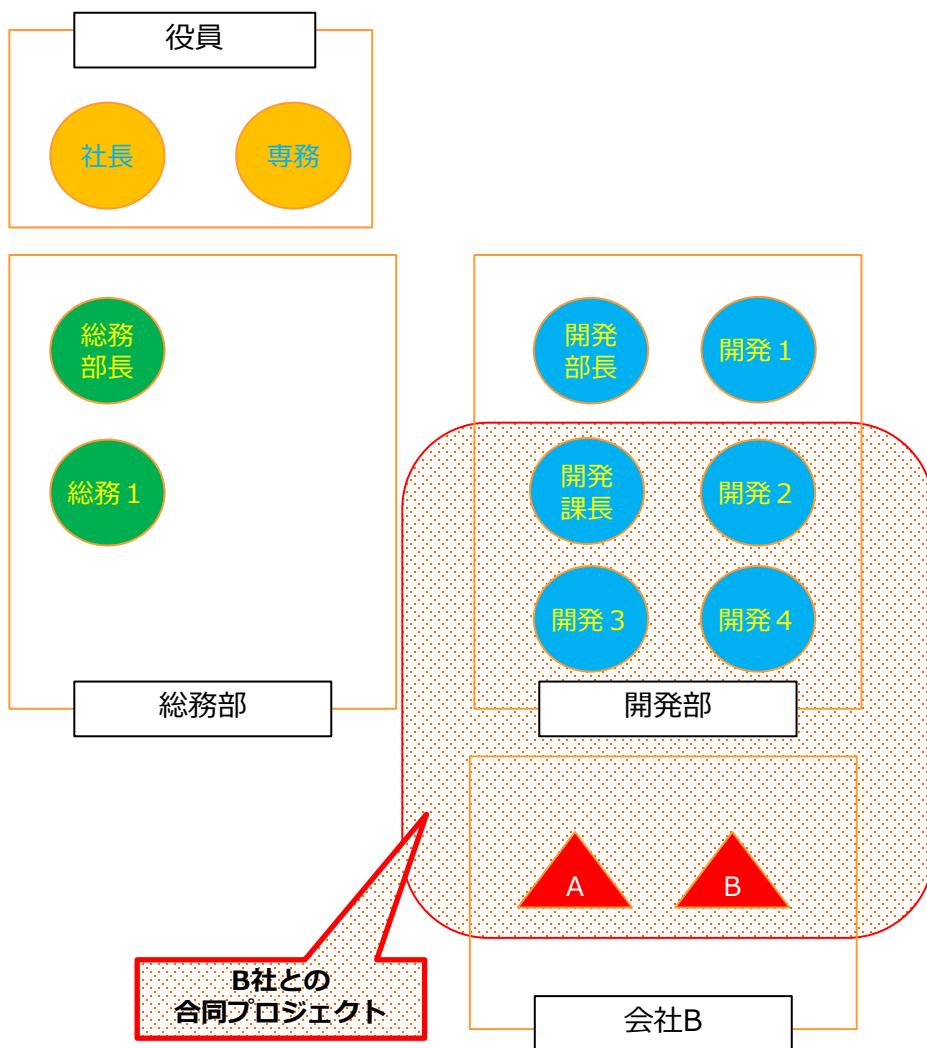 役員
社長
専務
総務
部長
総務1
総務部
開発
部長
開発1
開発
課長
開発2
開発3
開発4
開発部
A
B
B社との
合同プロジェクト
会社B